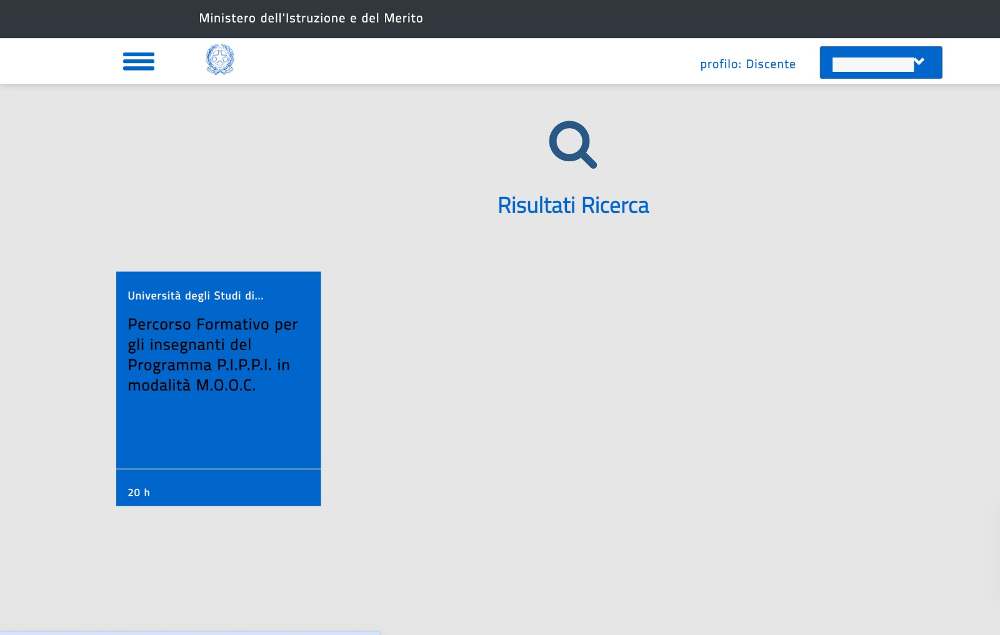 Ministero dell'Istruzione e del Merito
profilo: Discente
Risultati Ricerca
Università degli Studi di...
Percorso Formativo per
gli insegnanti del
Programma P.I.P.P.I. in
modalità M.O.O.C.
20 h